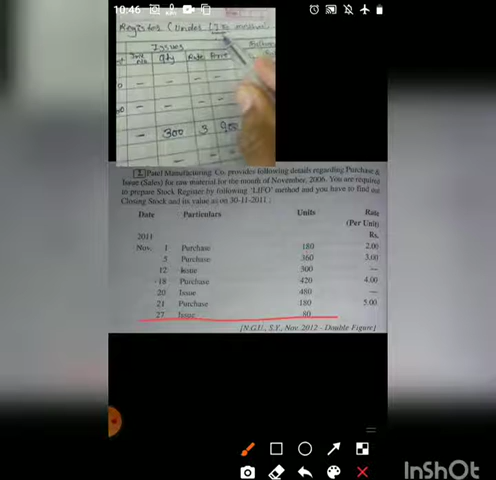 10:46
Register (Under LIFO method)
Issues
Inv No. Qty Rate Amt
- - - -
- - - -
- 300 3 900
- - -
2 Patel Manufacturing Co. provides following details regarding Purchase &
Issue (Sales) for raw material for the month of November, 2006. You are required
to prepare Stock Register by following 'LIFO' method and you have to find out
Closing Stock and its value as on 30-11-2011 :
Date Particulars Units Rate
(Per Unit)
2011 Rs.
Nov. 1 Purchase 180 2.00
5 Purchase 360 3.00
12 Issue 300 —
18 Purchase 420 4.00
20 Issue 480 —
21 Purchase 180 5.00
27 Issue 80
[N.G.U., S.Y., Nov. 2012 - Double Figure]
InShOt